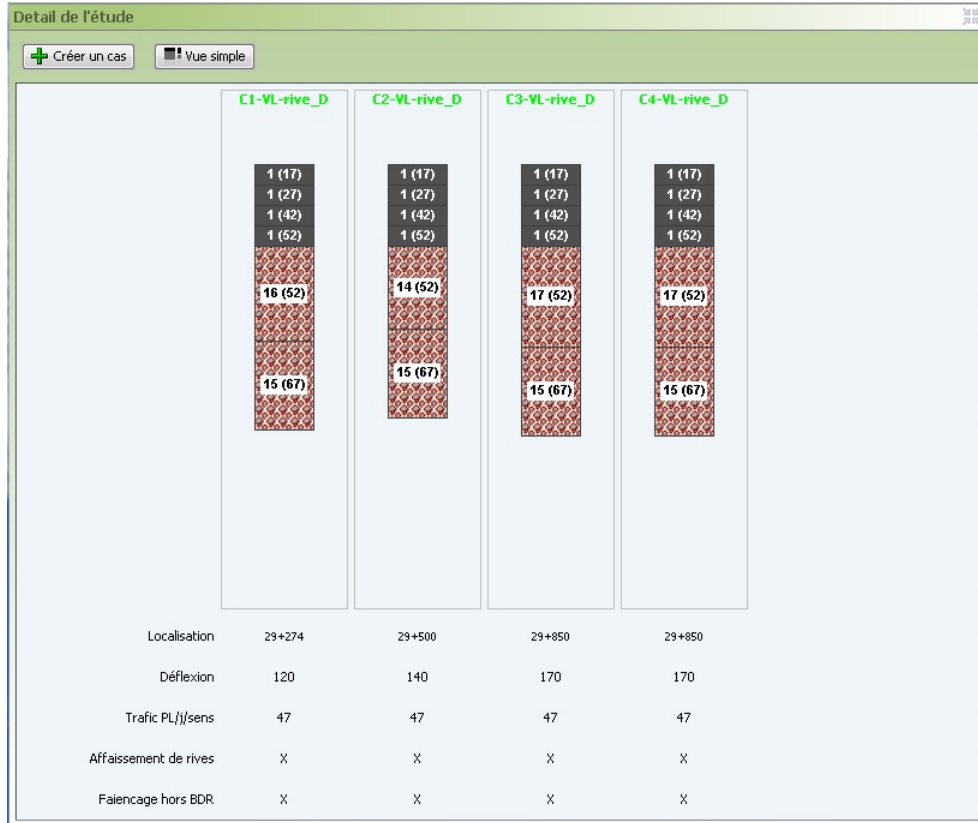 Detail de l'étude
Créer un cas Vue simple
C1-VL-rive_D C2-VL-rive_D C3-VL-rive_D C4-VL-rive_D
1 (17) 1 (17) 1 (17) 1 (17)
1 (27) 1 (27) 1 (27) 1 (27)
1 (42) 1 (42) 1 (42) 1 (42)
1 (52) 1 (52) 1 (52) 1 (52)
16 (52) 14 (52) 17 (52) 17 (52)
15 (67) 15 (67) 15 (67) 15 (67)
Localisation 29+274 29+500 29+850 29+850
Déflexion 120 140 170 170
Trafic PL/j/sens 47 47 47 47
Affaissement de rives X X X X
Faiencage hors BDR X X X X